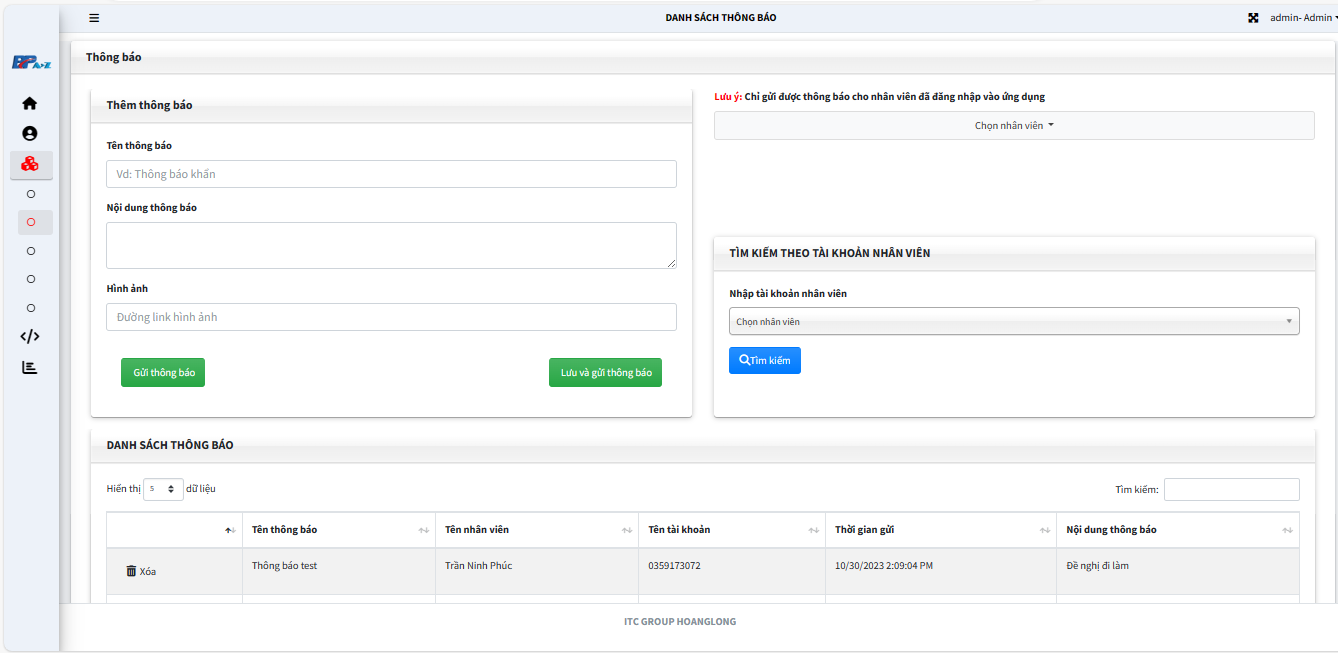 DANH SÁCH THÔNG BÁO
admin- Admin
BP A-Z
Thông báo
Thêm thông báo
Tên thông báo
Vd: Thông báo khẩn
Nội dung thông báo
Hình ảnh
Đường link hình ảnh
Gửi thông báo
Lưu và gửi thông báo
Lưu ý: Chỉ gửi được thông báo cho nhân viên đã đăng nhập vào ứng dụng
Chọn nhân viên
TÌM KIẾM THEO TÀI KHOẢN NHÂN VIÊN
Nhập tài khoản nhân viên
Chọn nhân viên
Tìm kiếm
DANH SÁCH THÔNG BÁO
Hiển thị 5 dữ liệu
Tìm kiếm:
Tên thông báo Tên nhân viên Tên tài khoản Thời gian gửi Nội dung thông báo
Xóa Thông báo test Trần Ninh Phúc 0359173072 10/30/2023 2:09:04 PM Đề nghị đi làm
ITC GROUP HOANGLONG